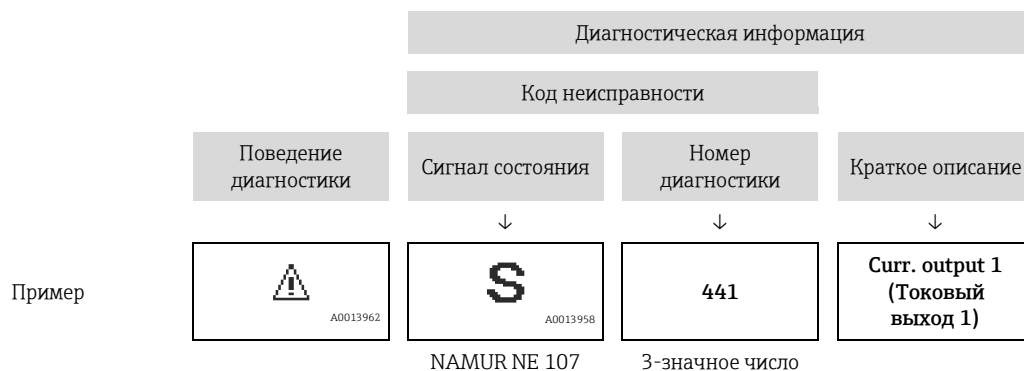 Диагностическая информация
Код неисправности
Поведение
диагностики
Сигнал состояния
Номер
диагностики
Краткое описание
↓ ↓ ↓
Пример
A0013962
S
A0013958
441
Curr. output 1
(Токовый
выход 1)
NAMUR NE 107
3-значное число